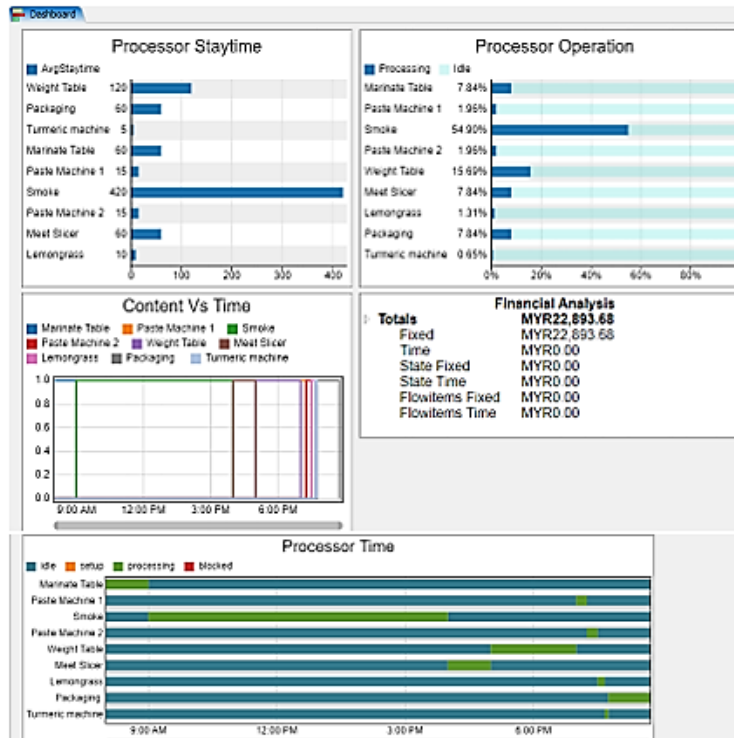 Dashboard
Processor Staytime
AvgStaytime
Weight Table 120
Packaging 60
Turmeric machine 5
Marinate Table 60
Paste Machine 1 15
Smoke 420
Paste Machine 2 15
Meet Slicer 60
Lemongrass 10
0 100 200 300 400
Processor Operation
Processing Idle
Marinate Table 7.84%
Paste Machine 1 1.96%
Smoke 54.90%
Paste Machine 2 1.96%
Weight Table 15.69%
Meet Slicer 7.84%
Lemongrass 1.31%
Packaging 7.84%
Turmeric machine 0.65%
0% 20% 40% 60% 80%
Content Vs Time
Marinate Table Paste Machine 1 Smoke
Paste Machine 2 Weight Table Meet Slicer
Lemongrass Packaging Turmeric machine
1.0
0.8
0.6
0.4
0.2
0.0
9:00 AM 12:00 PM 3:00 PM 6:00 PM
Financial Analysis
Totals MYR22,893.68
Fixed MYR22,893.68
Time MYR0.00
State Fixed MYR0.00
State Time MYR0.00
Flowitems Fixed MYR0.00
Flowitems Time MYR0.00
Processor Time
idle setup processing blocked
Marinate Table
Paste Machine 1
Smoke
Paste Machine 2
Weight Table
Meet Slicer
Lemongrass
Packaging
Turmeric machine
9:00 AM 12:00 PM 3:00 PM 6:00 PM